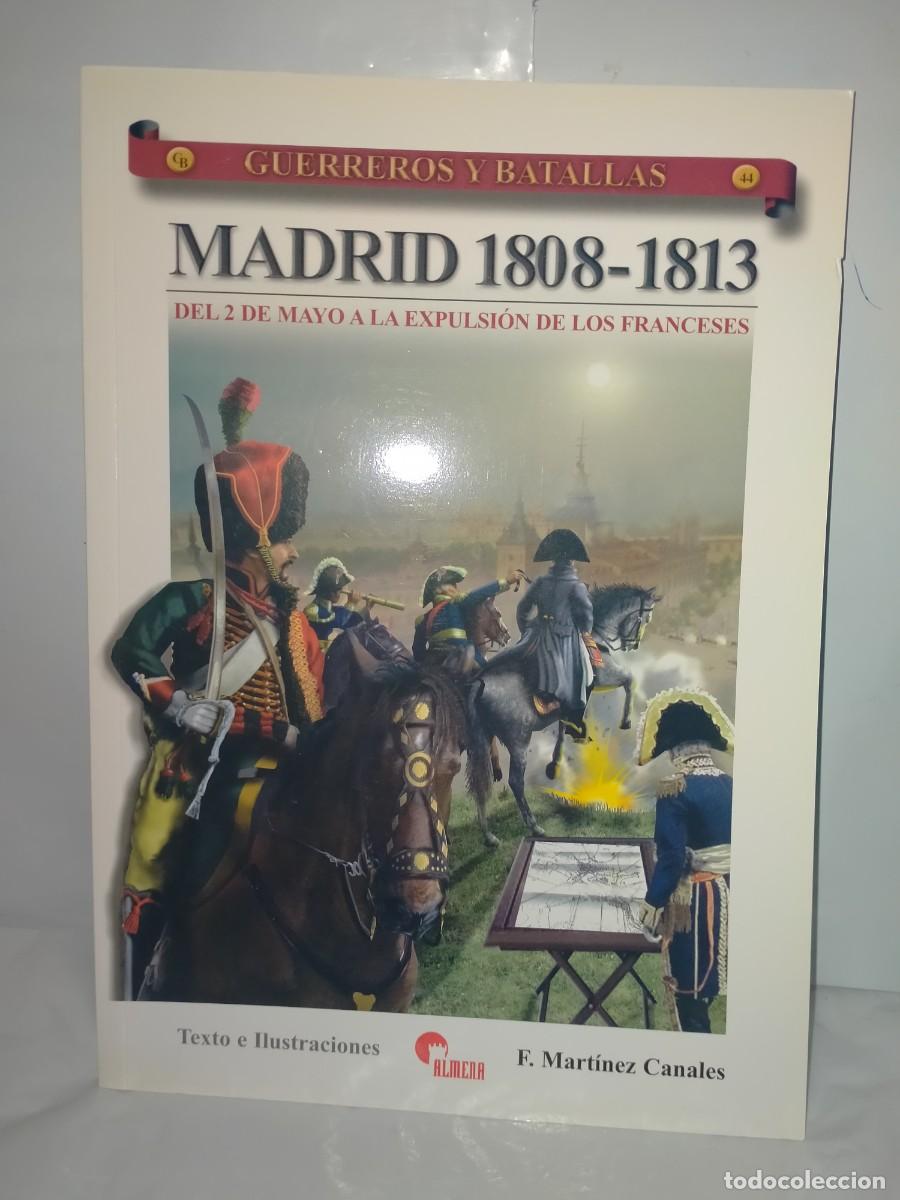 GB
GUERREROS Y BATALLAS
44
MADRID 1808-1813
DEL 2 DE MAYO A LA EXPULSIÓN DE LOS FRANCESES
Texto e Ilustraciones
ALMENA
F. Martínez Canales
todocoleccion